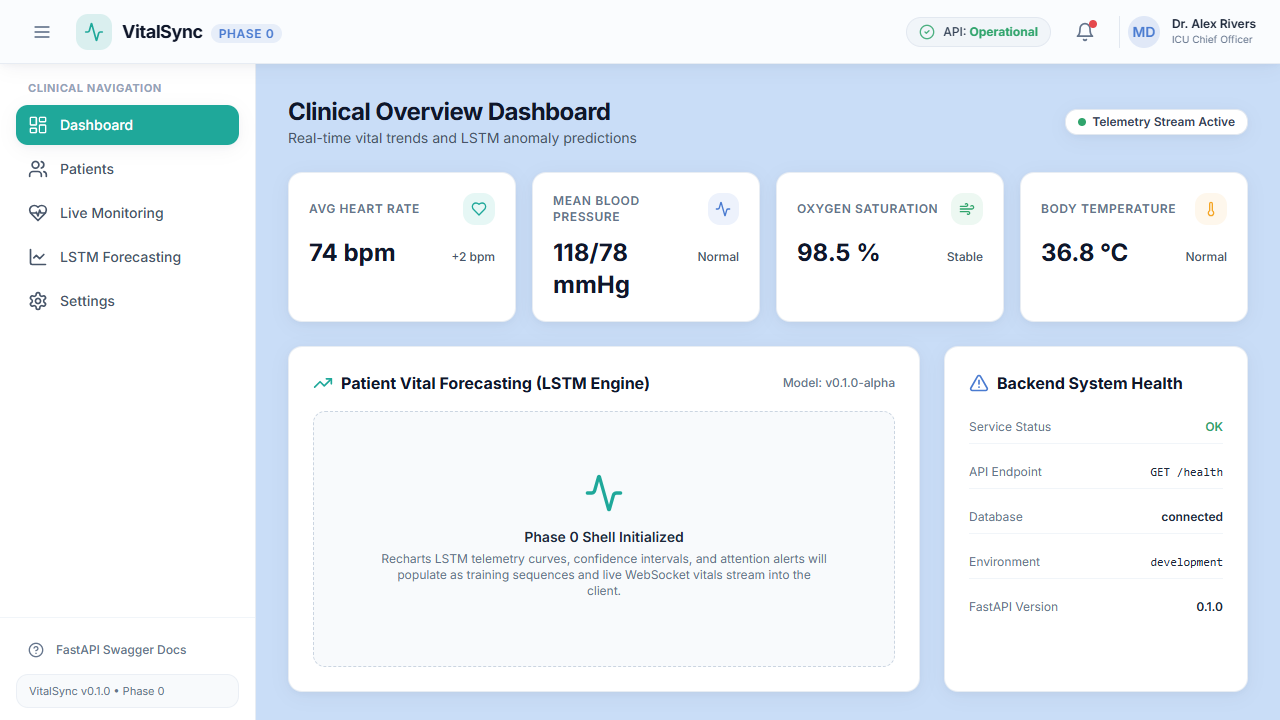 VitalSync PHASE 0
API: Operational
MD
Dr. Alex Rivers
ICU Chief Officer
CLINICAL NAVIGATION
Dashboard
Patients
Live Monitoring
LSTM Forecasting
Settings
FastAPI Swagger Docs
VitalSync v0.1.0 • Phase 0
Clinical Overview Dashboard
Real-time vital trends and LSTM anomaly predictions
Telemetry Stream Active
AVG HEART RATE
74 bpm
+2 bpm
MEAN BLOOD
PRESSURE
118/78
mmHg
Normal
OXYGEN SATURATION
98.5 %
Stable
BODY TEMPERATURE
36.8 °C
Normal
Patient Vital Forecasting (LSTM Engine)
Model: v0.1.0-alpha
Phase 0 Shell Initialized
Recharts LSTM telemetry curves, confidence intervals, and attention alerts will
populate as training sequences and live WebSocket vitals stream into the
client.
Backend System Health
Service Status OK
API Endpoint GET /health
Database connected
Environment development
FastAPI Version 0.1.0